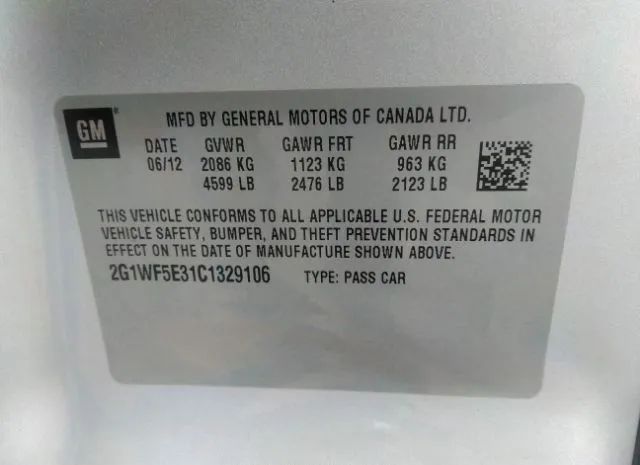 GM®
MFD BY GENERAL MOTORS OF CANADA LTD.
DATE GVWR GAWR FRT GAWR RR
06/12 2086 KG 1123 KG 963 KG
4599 LB 2476 LB 2123 LB
THIS VEHICLE CONFORMS TO ALL APPLICABLE U.S. FEDERAL MOTOR
VEHICLE SAFETY, BUMPER, AND THEFT PREVENTION STANDARDS IN
EFFECT ON THE DATE OF MANUFACTURE SHOWN ABOVE.
2G1WF5E31C1329106 TYPE: PASS CAR